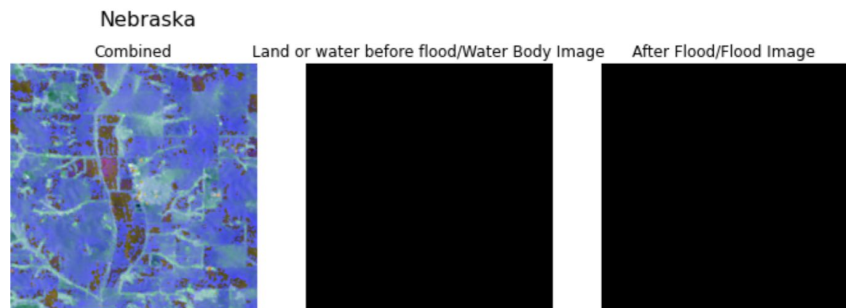 Nebraska
Combined
Land or water before flood/Water Body Image
After Flood/Flood Image